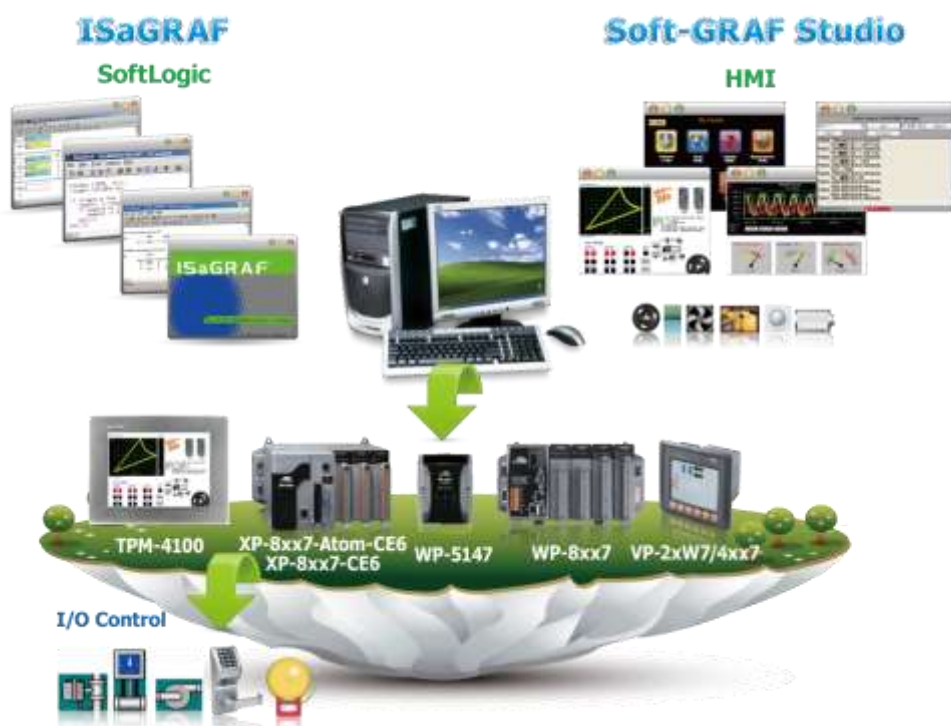 ISaGRAF
Soft-GRAF Studio
SoftLogic
HMI
ISaGRAF
TPM-4100
XP-8xx7-Atom-CE6
XP-8xx7-CE6
WP-5147
WP-8xx7
VP-2xW7/4xx7
I/O Control